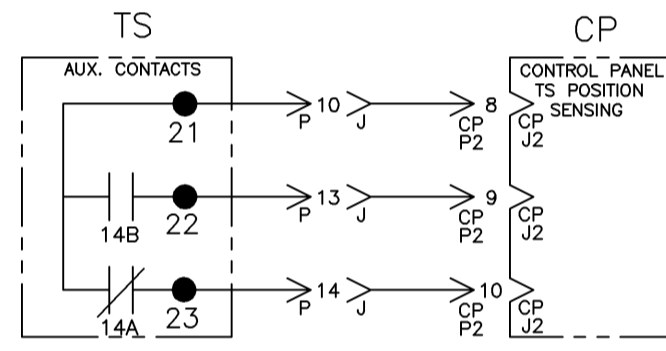 TS
CP
AUX. CONTACTS
CONTROL PANEL
TS POSITION
SENSING
21
P
10
J
8
CP
P2
CP
J2
14B
22
P
13
J
9
CP
P2
CP
J2
14A
23
P
14
J
10
CP
P2
CP
J2